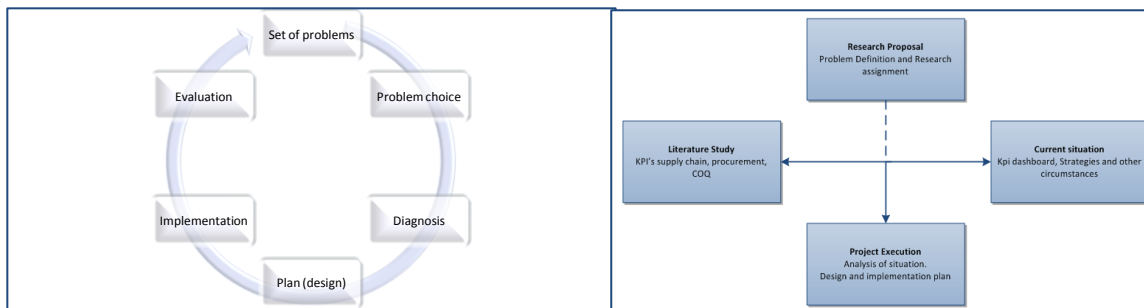 Set of problems
Evaluation
Problem choice
Implementation
Diagnosis
Plan (design)
Research Proposal
Problem Definition and Research
assignment
Literature Study
KPI's supply chain, procurement,
COQ
Current situation
Kpi dashboard, Strategies and other
circumstances
Project Execution
Analysis of situation.
Design and implementation plan